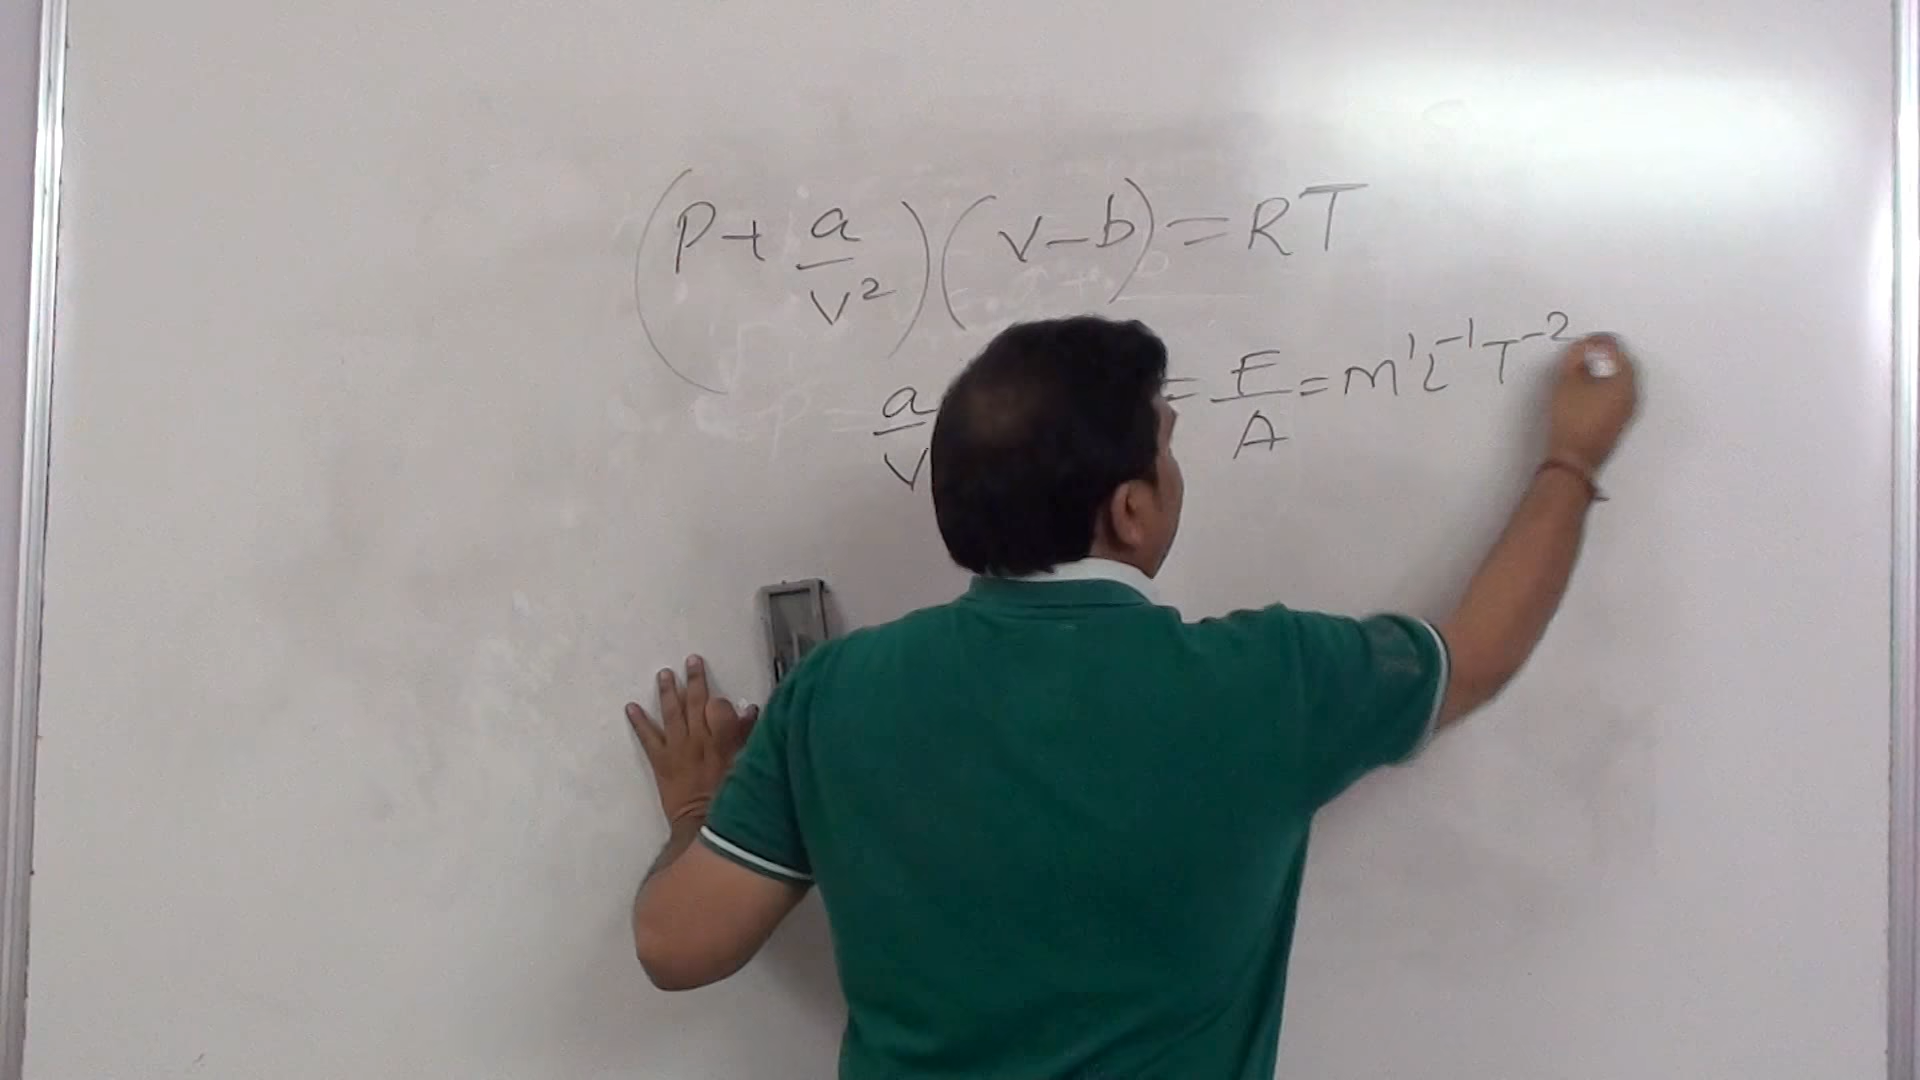 (P + a/V²)(V - b) = RT
a/V = F/A = M¹L⁻¹T⁻²